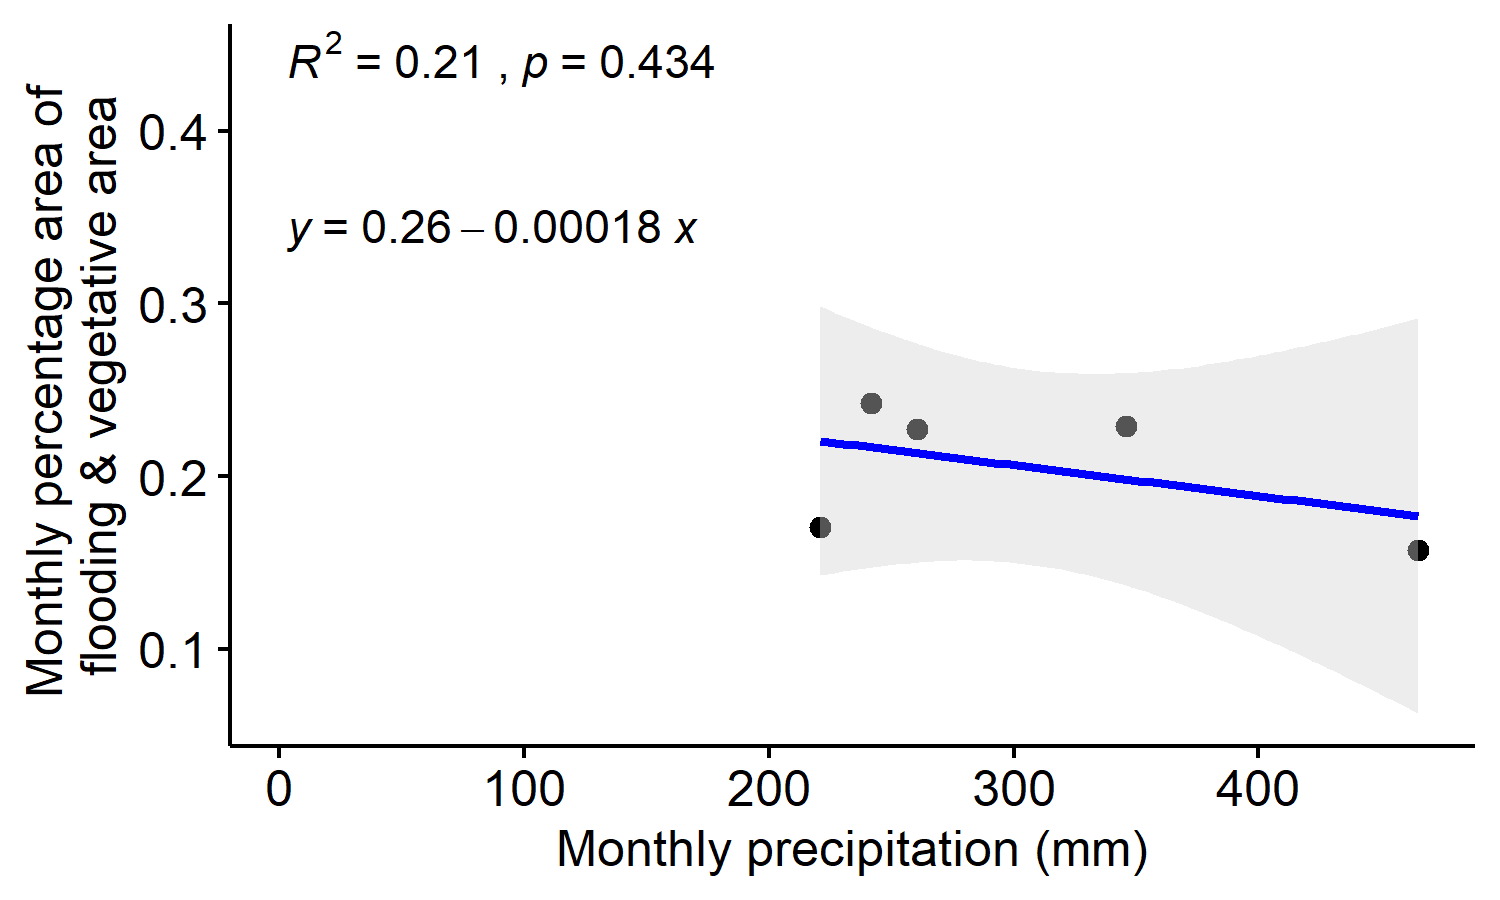 R² = 0.21 , p = 0.434
y = 0.26 – 0.00018 x
Monthly percentage area of
flooding & vegetative area
0.4
0.3
0.2
0.1
0 100 200 300 400
Monthly precipitation (mm)